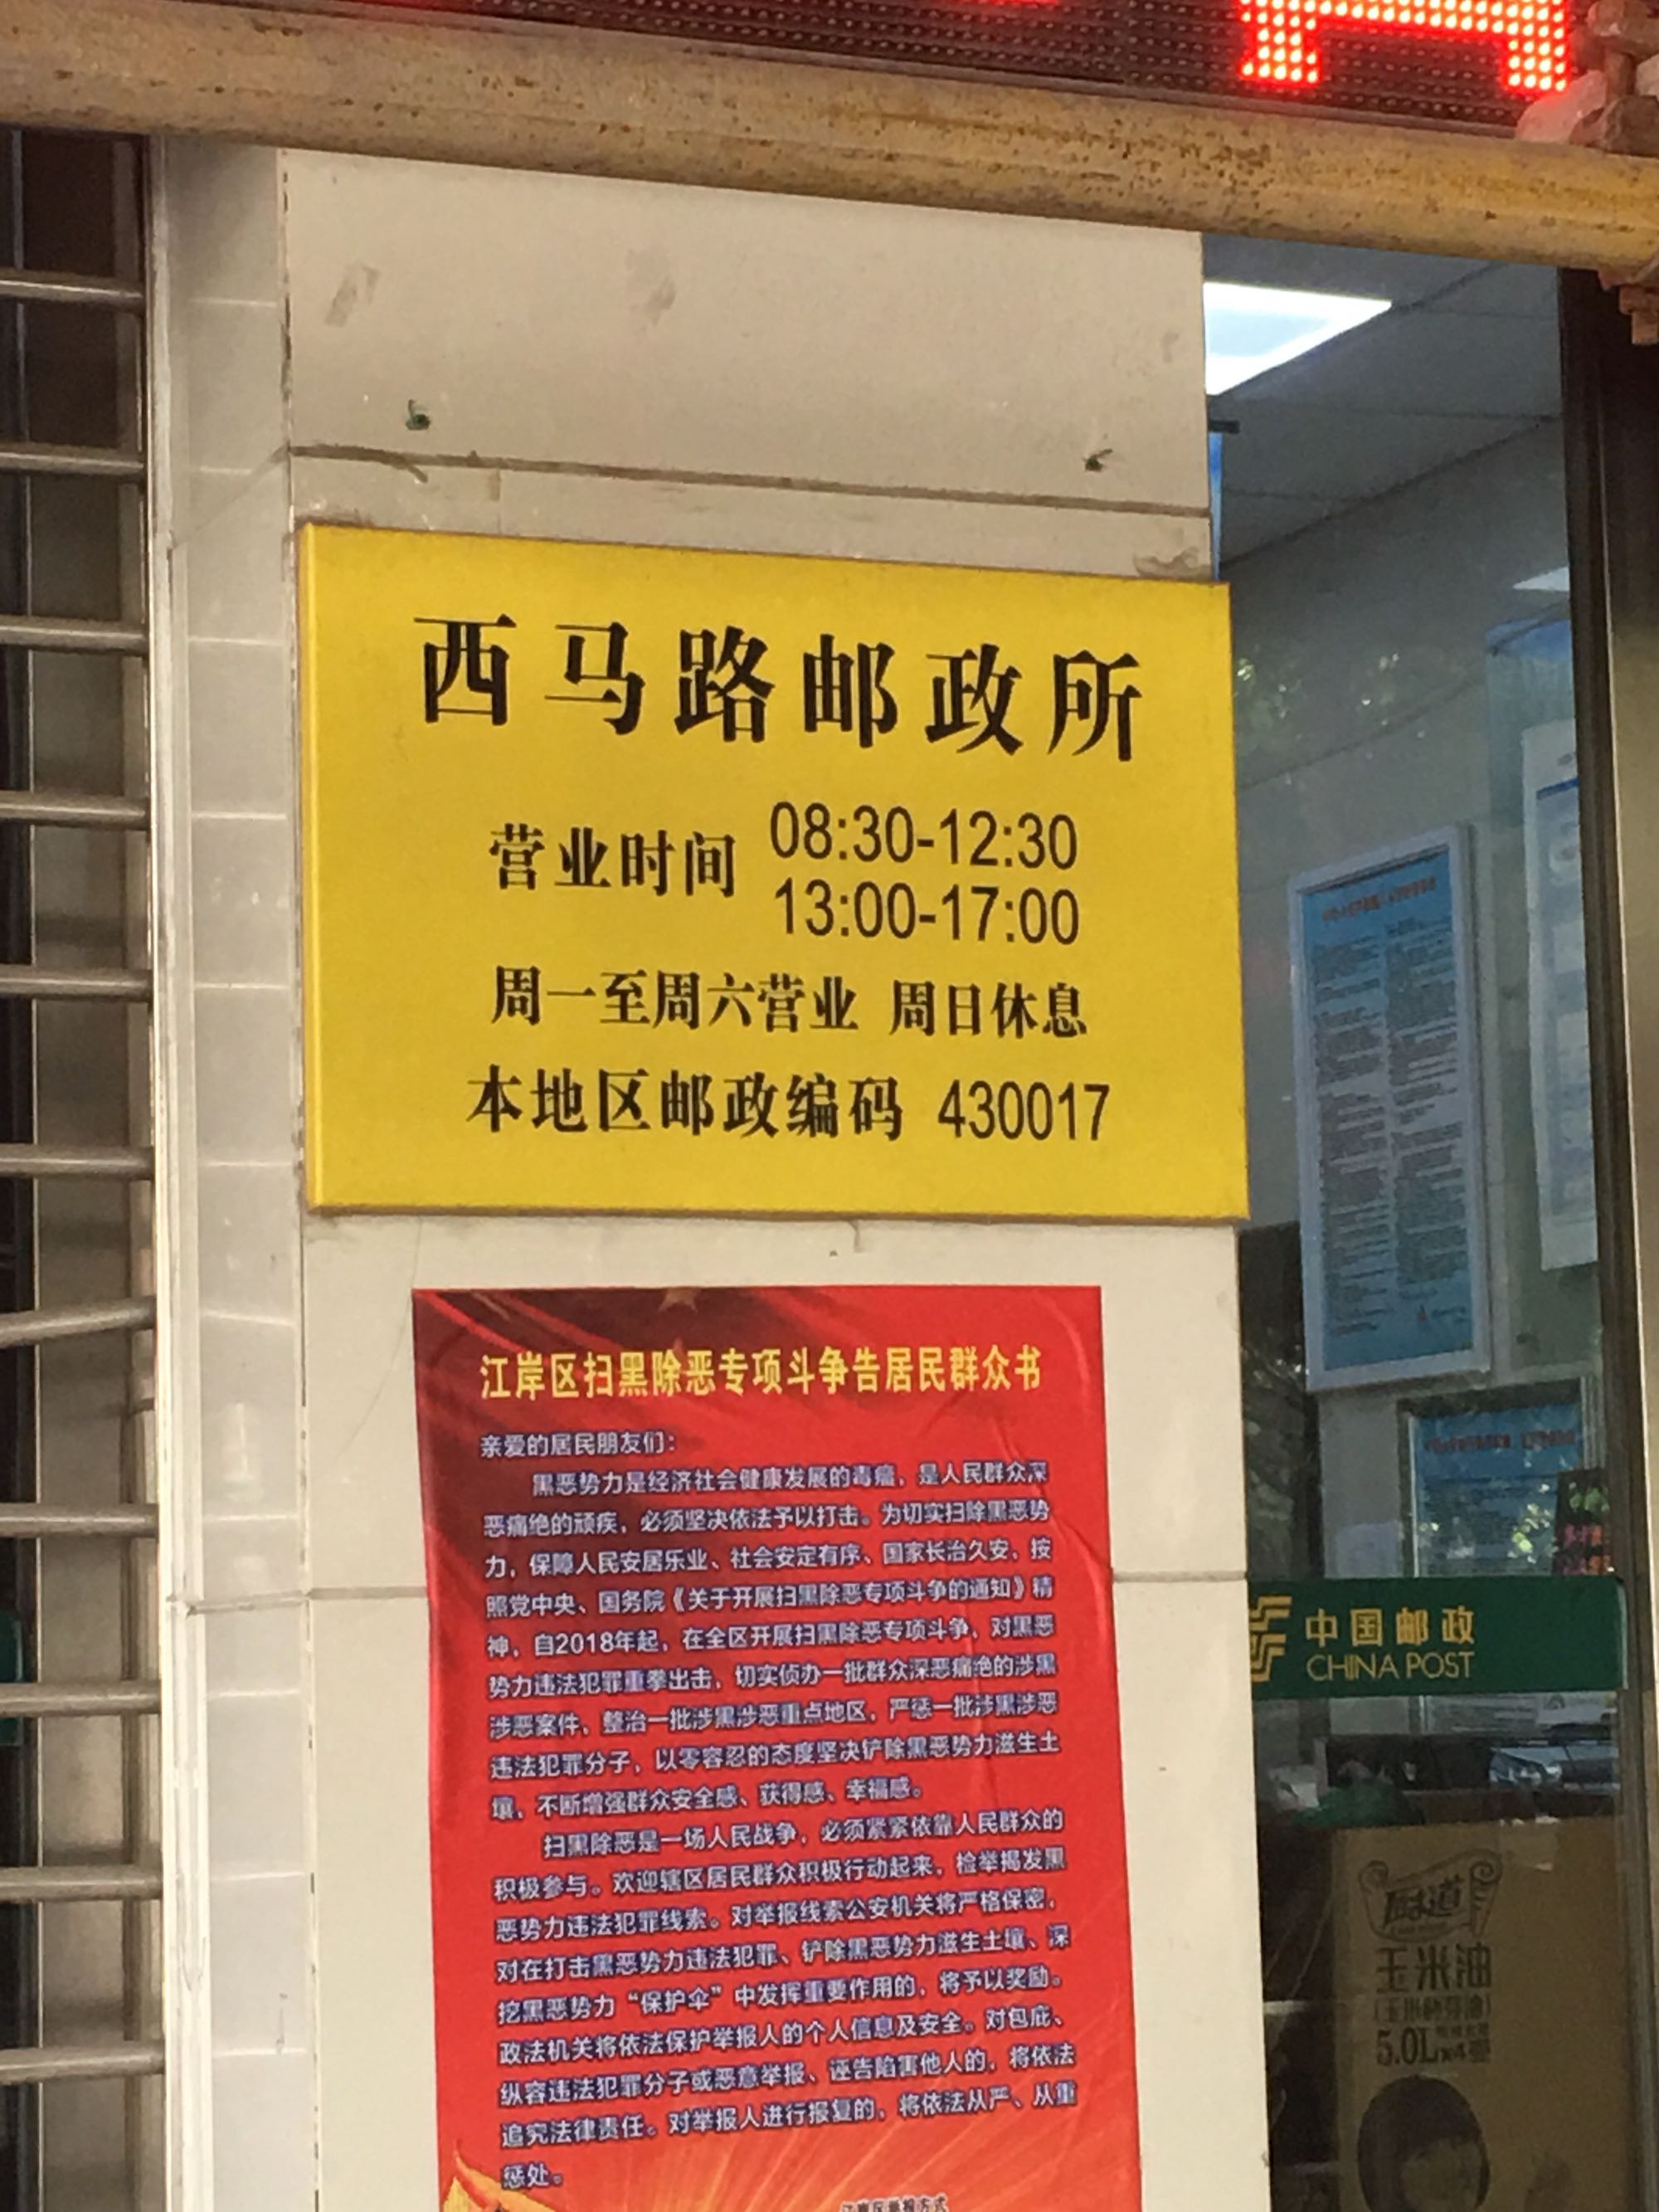 西马路邮政所
营业时间 08:30-12:30
13:00-17:00
周一至周六营业 周日休息
本地区邮政编码 430017
江岸区扫黑除恶专项斗争告居民群众书
亲爱的居民朋友们：
黑恶势力是经济社会健康发展的毒瘤，是人民群众深
恶痛绝的顽疾，必须坚决依法予以打击。为切实扫除黑恶势
力，保障人民安居乐业、社会安定有序、国家长治久安，按
照党中央、国务院《关于开展扫黑除恶专项斗争的通知》精
神，自2018年起，在全区开展扫黑除恶专项斗争，对黑恶
势力违法犯罪重拳出击，切实侦办一批群众深恶痛绝的涉黑
涉恶案件，整治一批涉黑涉恶重点地区，严惩一批涉黑涉恶
违法犯罪分子，以零容忍的态度坚决铲除黑恶势力滋生土
壤，不断增强群众安全感、获得感、幸福感。
扫黑除恶是一场人民战争，必须紧紧依靠人民群众的
积极参与。欢迎辖区居民群众积极行动起来，检举揭发黑
恶势力违法犯罪线索。对举报线索公安机关将严格保密，
对在打击黑恶势力违法犯罪、铲除黑恶势力滋生土壤、深
挖黑恶势力“保护伞”中发挥重要作用的，将予以奖励。
政法机关将依法保护举报人的个人信息及安全。对包庇、
纵容违法犯罪分子或恶意举报、诬告陷害他人的，将依法
追究法律责任。对举报人进行报复的，将依法从严、从重
惩处。
中国邮政
CHINA POST
味道
玉米油
5.0L